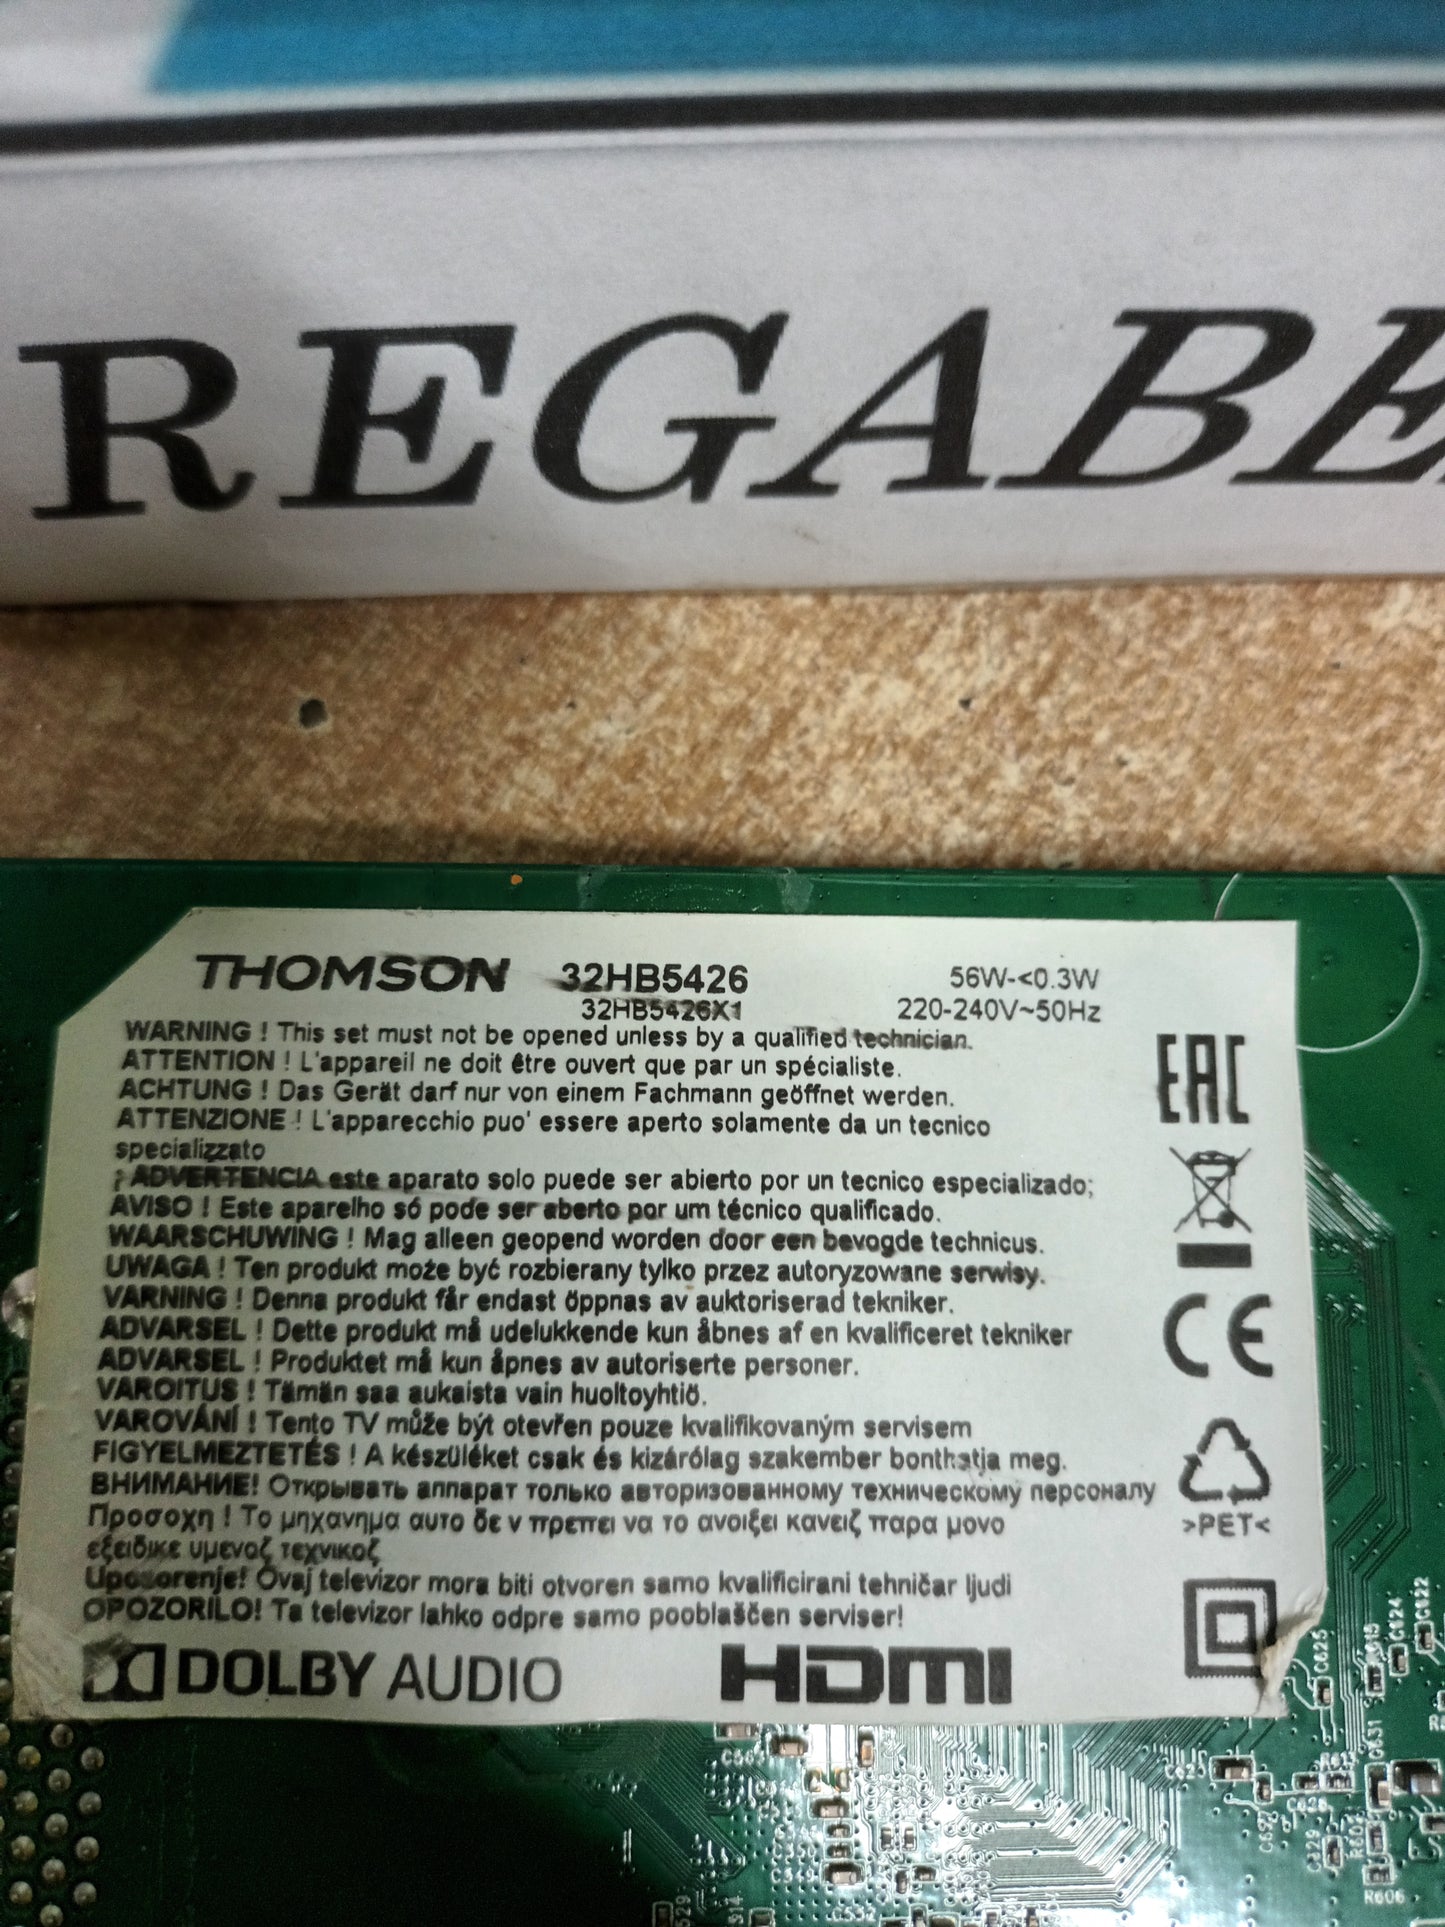 REGABE
THOMSON 32HB5426 56W-<0.3W
32HB5426X1 220-240V~50Hz
WARNING ! This set must not be opened unless by a qualified technician.
ATTENTION ! L'appareil ne doit être ouvert que par un spécialiste.
ACHTUNG ! Das Gerät darf nur von einem Fachmann geöffnet werden.
ATTENZIONE ! L'apparecchio puo' essere aperto solamente da un tecnico
specializzato
¡ ADVERTENCIA este aparato solo puede ser abierto por un tecnico especializado;
AVISO ! Este aparelho só pode ser aberto por um técnico qualificado.
WAARSCHUWING ! Mag alleen geopend worden door een bevogde technicus.
UWAGA ! Ten produkt może być rozbierany tylko przez autoryzowane serwisy.
VARNING ! Denna produkt får endast öppnas av auktoriserad tekniker.
ADVARSEL ! Dette produkt må udelukkende kun åbnes af en kvalificeret tekniker
ADVARSEL ! Produktet må kun åpnes av autoriserte personer.
VAROITUS ! Tämän saa aukaista vain huoltoyhtiö.
VAROVÁNÍ ! Tento TV může být otevřen pouze kvalifikovaným servisem
FIGYELMEZTETÉS ! A készüléket csak és kizárólag szakember bonthatja meg.
ВНИМАНИЕ! Открывать аппарат только авторизованному техническому персоналу
Προσοχη ! Το μηχανημα αυτο δε ν πρεπει να το ανοιξει κανεις παρα μονο
εξειδικε υμενος τεχνικος
Upozorenje! Ovaj televizor mora biti otvoren samo kvalificirani tehničar ljudi
OPOZORILO! Ta televizor lahko odpre samo pooblaščen serviser!
DOLBY AUDIO HDMI
EAC
CE
>PET<
C625
C624
C622
C631
R606